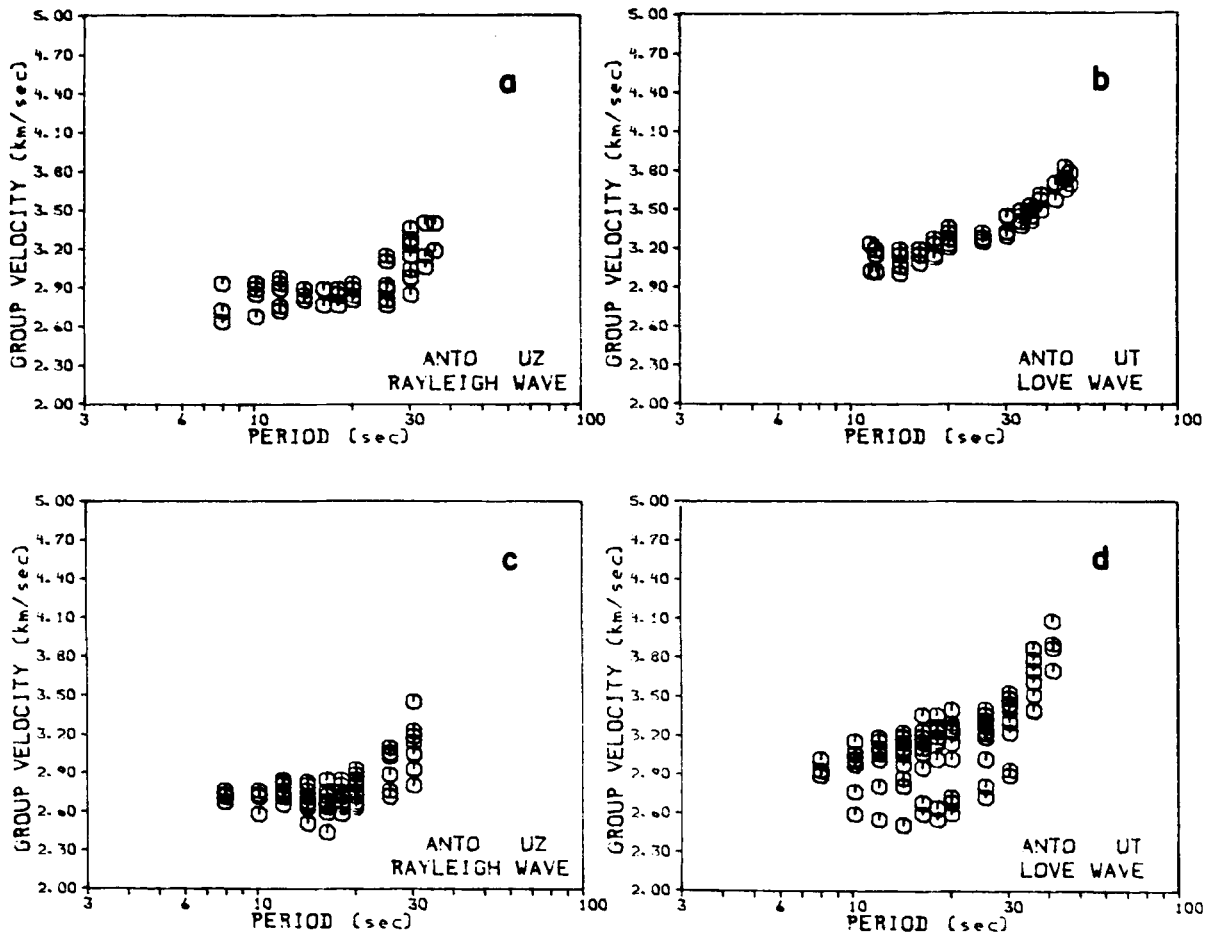 5.00
4.70
4.40
4.10
3.80
3.50
3.20
2.90
2.60
2.30
2.00
GROUP VELOCITY (km/sec)
a
ANTO UZ
RAYLEIGH WAVE
3 6 10 30 100
PERIOD (sec)
5.00
4.70
4.40
4.10
3.80
3.50
3.20
2.90
2.60
2.30
2.00
GROUP VELOCITY (km/sec)
b
ANTO UT
LOVE WAVE
3 6 10 30 100
PERIOD (sec)
5.00
4.70
4.40
4.10
3.80
3.50
3.20
2.90
2.60
2.30
2.00
GROUP VELOCITY (km/sec)
c
ANTO UZ
RAYLEIGH WAVE
3 6 10 30 100
PERIOD (sec)
5.00
4.70
4.40
4.10
3.80
3.50
3.20
2.90
2.60
2.30
2.00
GROUP VELOCITY (km/sec)
d
ANTO UT
LOVE WAVE
3 6 10 30 100
PERIOD (sec)